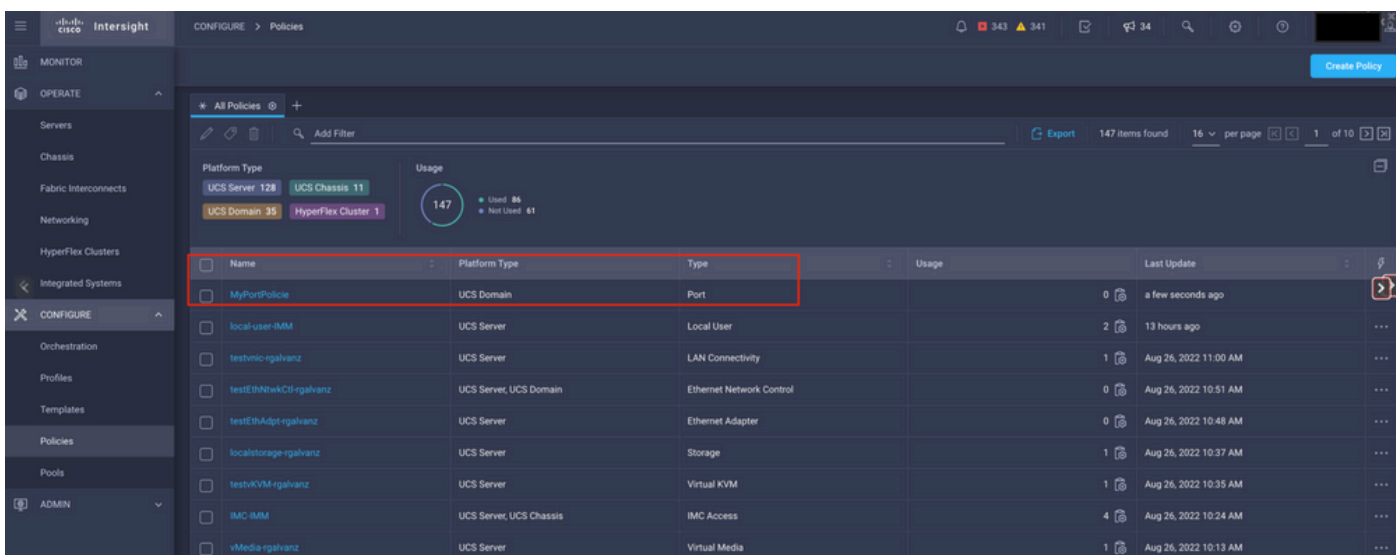 cisco Intersight
CONFIGURE > Policies
343 341 34
MONITOR
Create Policy
OPERATE
All Policies +
Servers
Add Filter
Export 147 items found 16 per page 1 of 10
Chassis
Platform Type Usage
Fabric Interconnects
UCS Server 128 UCS Chassis 11
147
Used 86
UCS Domain 35 HyperFlex Cluster 1
Not Used 61
Networking
HyperFlex Clusters
Name Platform Type Type Usage Last Update
Integrated Systems
MyPortPolicie UCS Domain Port 0 a few seconds ago
CONFIGURE
local-user-IMM UCS Server Local User 2 13 hours ago
Orchestration
testvnic-rgalvanz UCS Server LAN Connectivity 1 Aug 26, 2022 11:00 AM
Profiles
testEthNtwkCtl-rgalvanz UCS Server, UCS Domain Ethernet Network Control 0 Aug 26, 2022 10:51 AM
Templates
testEthAdpt-rgalvanz UCS Server Ethernet Adapter 0 Aug 26, 2022 10:48 AM
Policies
localstorage-rgalvanz UCS Server Storage 1 Aug 26, 2022 10:37 AM
Pools
testvKVM-rgalvanz UCS Server Virtual KVM 1 Aug 26, 2022 10:35 AM
ADMIN
IMC-IMM UCS Server, UCS Chassis IMC Access 4 Aug 26, 2022 10:24 AM
vMedia-rgalvanz UCS Server Virtual Media 1 Aug 26, 2022 10:13 AM